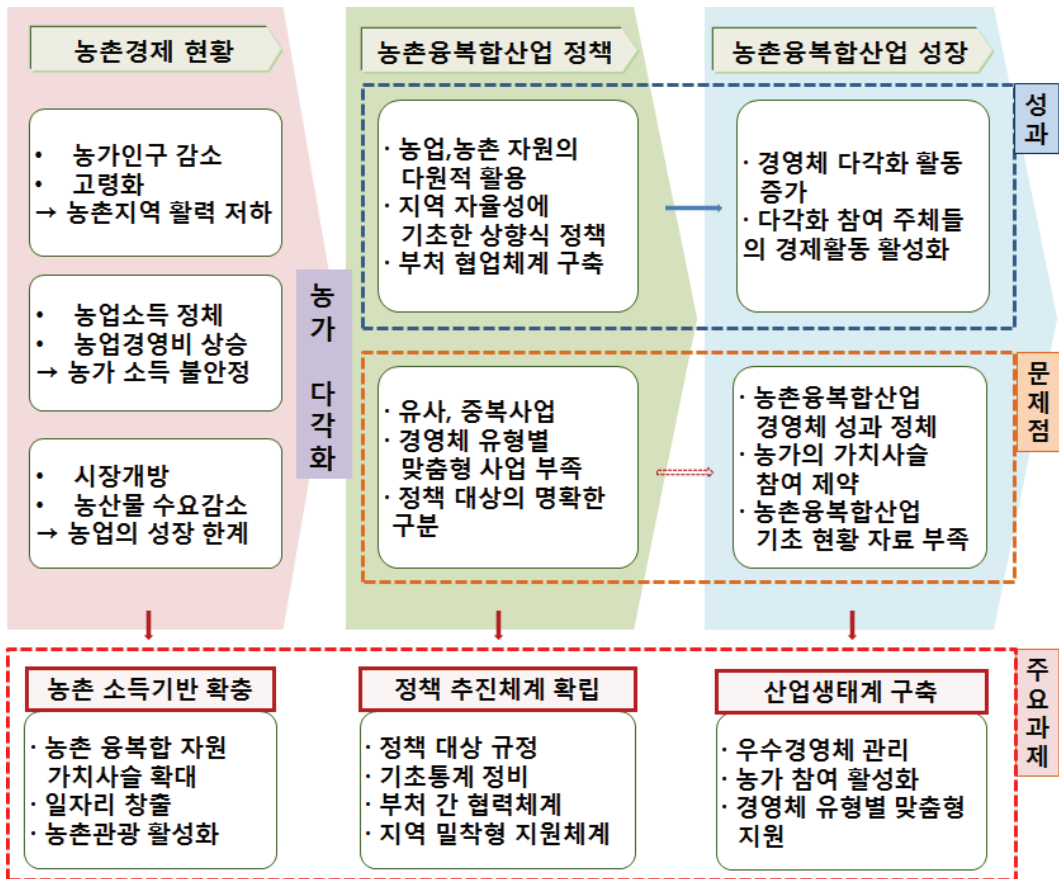 농촌경제 현황
• 농가인구 감소
• 고령화
→ 농촌지역 활력 저하
• 농업소득 정체
• 농업경영비 상승
→ 농가 소득 불안정
• 시장개방
• 농산물 수요감소
→ 농업의 성장 한계
농가
다각화
농촌융복합산업 정책
· 농업,농촌 자원의
다원적 활용
· 지역 자율성에
기초한 상향식 정책
· 부처 협업체계 구축
· 유사, 중복사업
· 경영체 유형별
맞춤형 사업 부족
· 정책 대상의 명확한
구분
농촌융복합산업 성장
· 경영체 다각화 활동
증가
· 다각화 참여 주체들
의 경제활동 활성화
성과
· 농촌융복합산업
경영체 성과 정체
· 농가의 가치사슬
참여 제약
· 농촌융복합산업
기초 현황 자료 부족
문제점
농촌 소득기반 확충
· 농촌 융복합 자원
가치사슬 확대
· 일자리 창출
· 농촌관광 활성화
정책 추진체계 확립
· 정책 대상 규정
· 기초통계 정비
· 부처 간 협력체계
· 지역 밀착형 지원체계
산업생태계 구축
· 우수경영체 관리
· 농가 참여 활성화
· 경영체 유형별 맞춤형
지원
주요과제